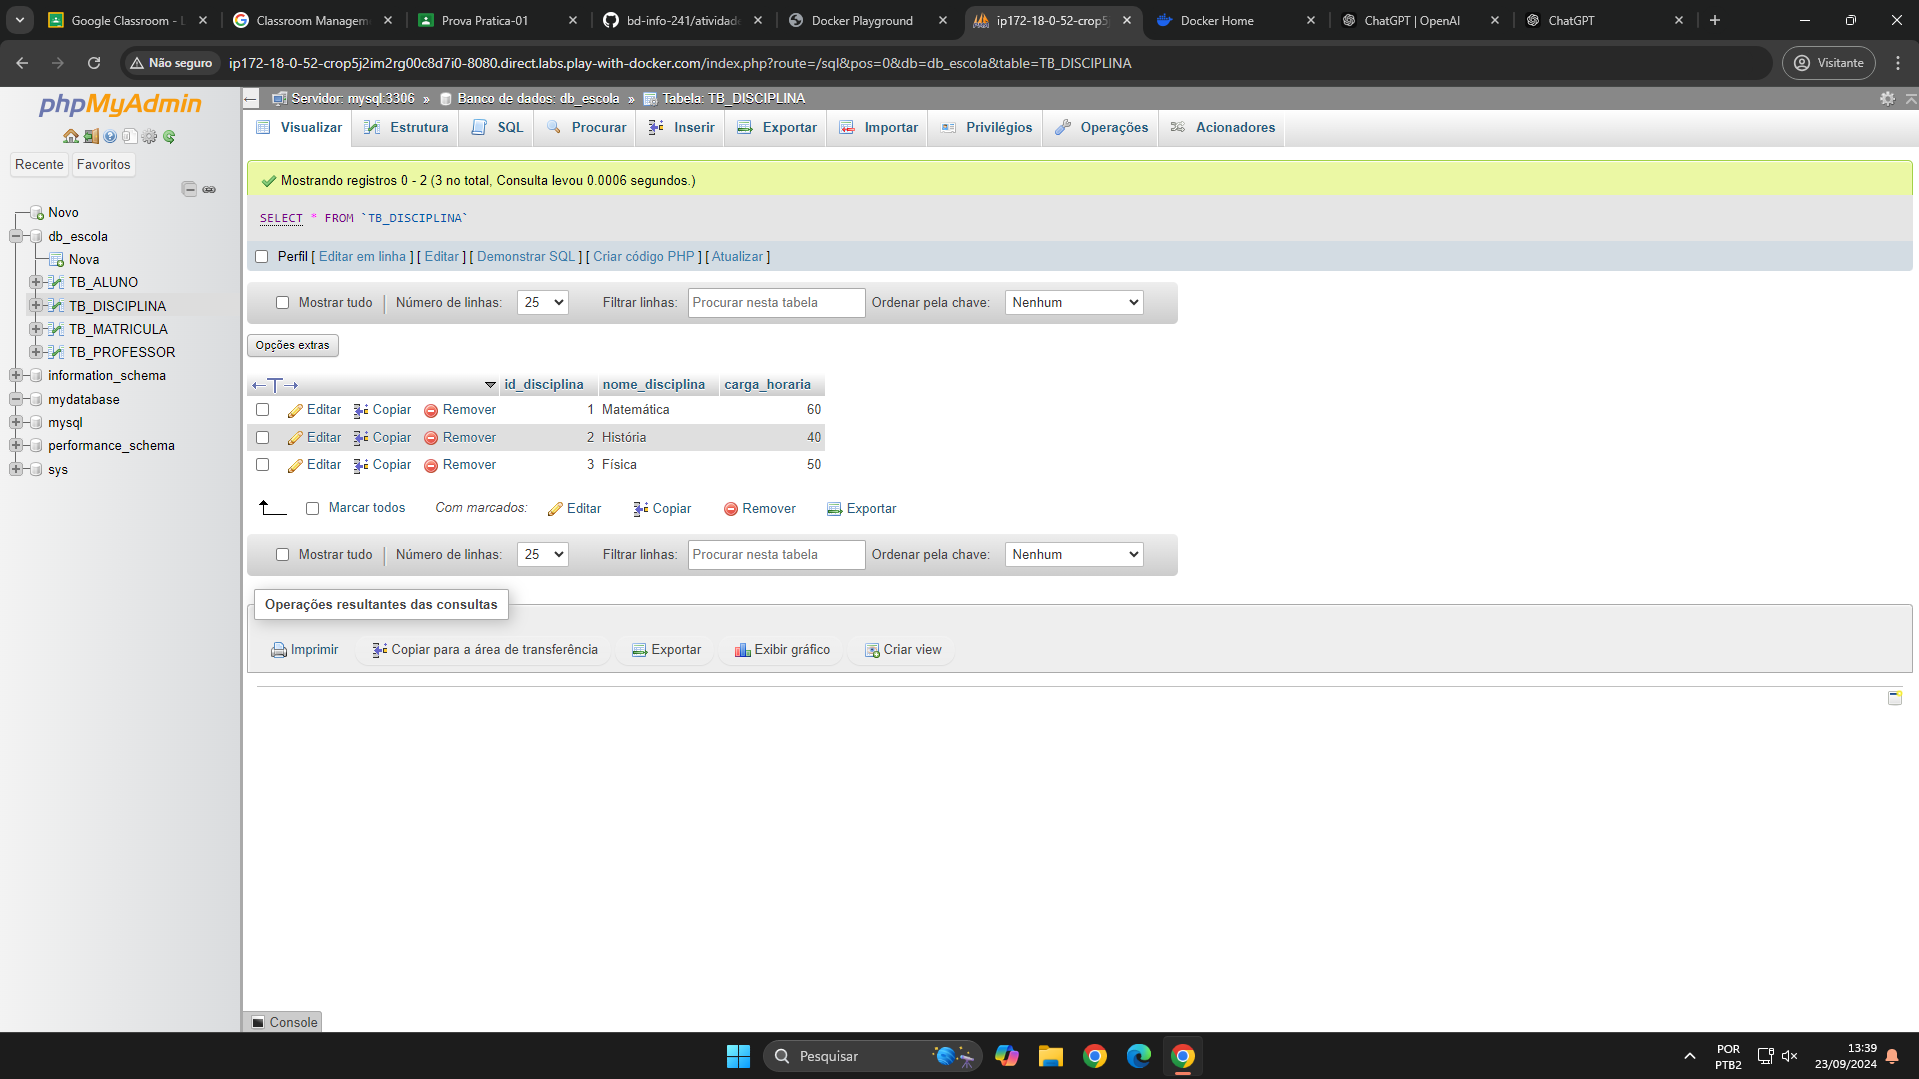 Google Classroom - L
Classroom Managem
Prova Pratica-01
bd-info-241/atividade
Docker Playground
ip172-18-0-52-crop5j
Docker Home
ChatGPT | OpenAI
ChatGPT
Não seguro
ip172-18-0-52-crop5j2im2rg00c8d7i0-8080.direct.labs.play-with-docker.com/index.php?route=/sql&pos=0&db=db_escola&table=TB_DISCIPLINA
Visitante
phpMyAdmin
Recente
Favoritos
Novo
db_escola
Nova
TB_ALUNO
TB_DISCIPLINA
TB_MATRICULA
TB_PROFESSOR
information_schema
mydatabase
mysql
performance_schema
sys
Servidor: mysql:3306 » Banco de dados: db_escola » Tabela: TB_DISCIPLINA
Visualizar Estrutura SQL Procurar Inserir Exportar Importar Privilégios Operações Acionadores
Mostrando registros 0 - 2 (3 no total, Consulta levou 0.0006 segundos.)
SELECT * FROM `TB_DISCIPLINA`
Perfil [ Editar em linha ] [ Editar ] [ Demonstrar SQL ] [ Criar código PHP ] [ Atualizar ]
Mostrar tudo | Número de linhas: 25 Filtrar linhas: Procurar nesta tabela Ordenar pela chave: Nenhum
Opções extras
←T→ id_disciplina nome_disciplina carga_horaria
Editar Copiar Remover 1 Matemática 60
Editar Copiar Remover 2 História 40
Editar Copiar Remover 3 Física 50
Marcar todos Com marcados: Editar Copiar Remover Exportar
Mostrar tudo | Número de linhas: 25 Filtrar linhas: Procurar nesta tabela Ordenar pela chave: Nenhum
Operações resultantes das consultas
Imprimir Copiar para a área de transferência Exportar Exibir gráfico Criar view
Console
Pesquisar
POR
PTB2
13:39
23/09/2024